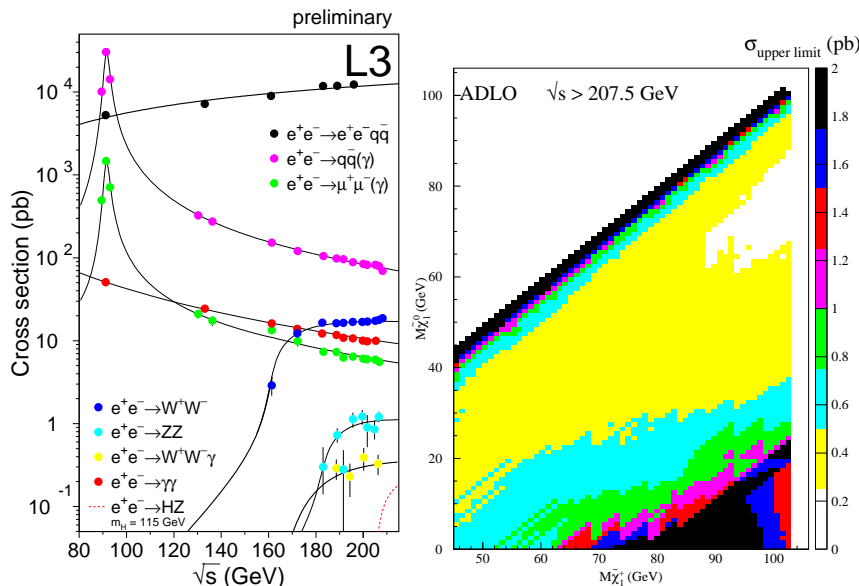 preliminary
L3
Cross section (pb)
10⁴
10³
10²
10
1
10⁻¹
e⁺e⁻→e⁺e⁻qq̄
e⁺e⁻→qq̄(γ)
e⁺e⁻→μ⁺μ⁻(γ)
e⁺e⁻→W⁺W⁻
e⁺e⁻→ZZ
e⁺e⁻→W⁺W⁻γ
e⁺e⁻→γγ
e⁺e⁻→HZ
m_H = 115 GeV
80 100 120 140 160 180 200
√s (GeV)
σ_upper limit (pb)
ADLO √s > 207.5 GeV
Mχ̃₁⁰ (GeV)
100
80
60
40
20
0
50 60 70 80 90 100
Mχ̃₁⁺ (GeV)
2
1.8
1.6
1.4
1.2
1
0.8
0.6
0.4
0.2
0